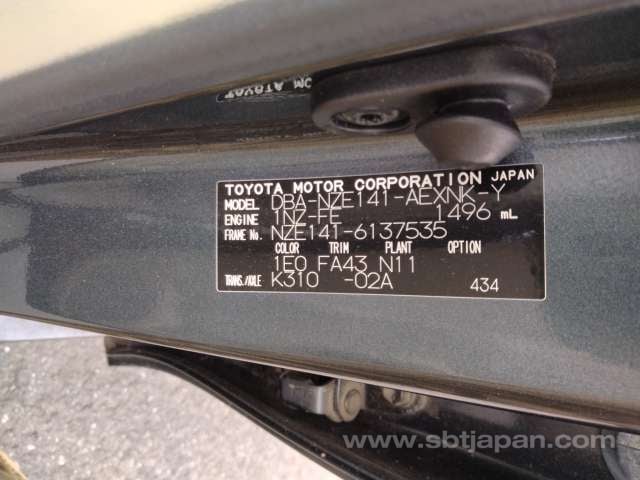 TOYOTA MOTOR CORPORATION JAPAN
MODEL DBA-NZE141-AEXNK-Y
ENGINE 1NZ-FE 1496 mL
FRAME No. NZE141-6137535
COLOR TRIM PLANT OPTION
1E0 FA43 N11
TRANS./AXLE K310 -02A 434
www.sbtjapan.com